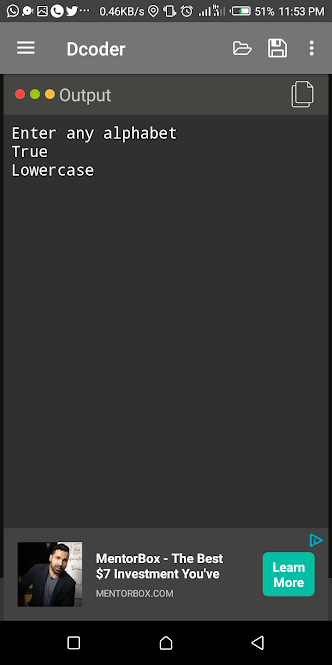 0.46KB/s 51% 11:53 PM
Dcoder
Output
Enter any alphabet
True
Lowercase
MentorBox - The Best
$7 Investment You've
MENTORBOX.COM
Learn
More